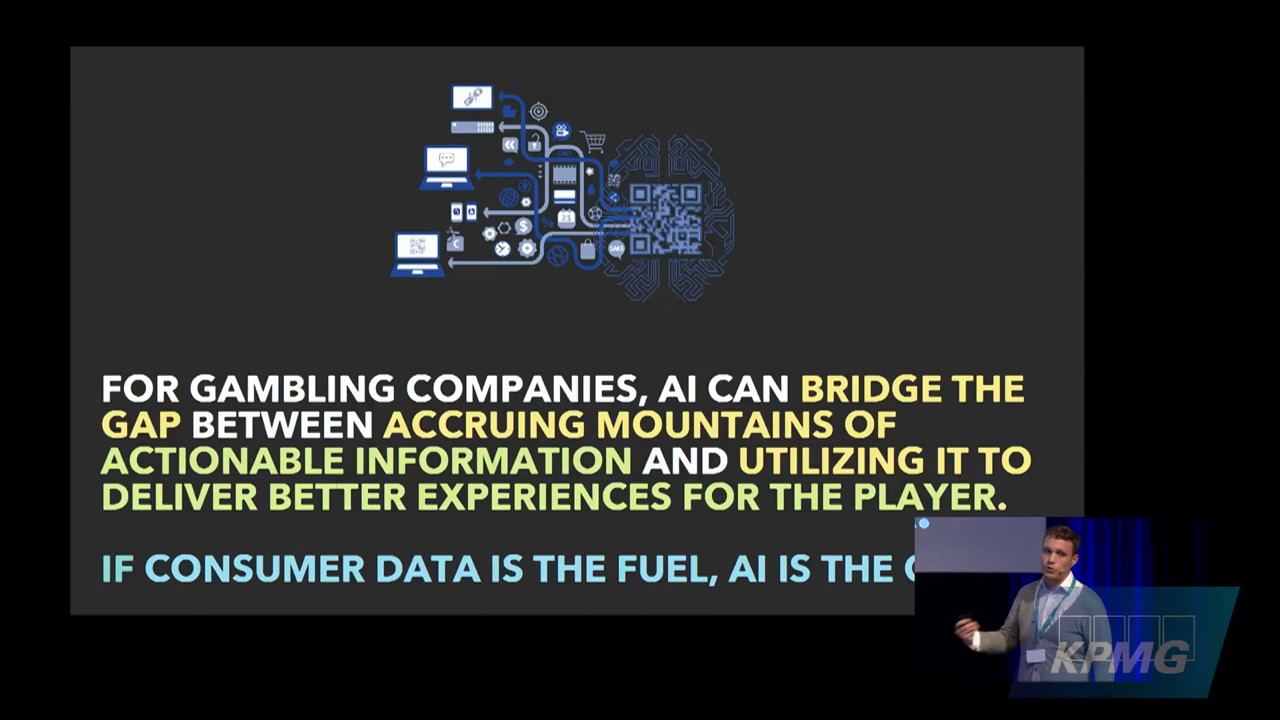 FOR GAMBLING COMPANIES, AI CAN BRIDGE THE
GAP BETWEEN ACCRUING MOUNTAINS OF
ACTIONABLE INFORMATION AND UTILIZING IT TO
DELIVER BETTER EXPERIENCES FOR THE PLAYER.
IF CONSUMER DATA IS THE FUEL, AI IS THE
KPMG